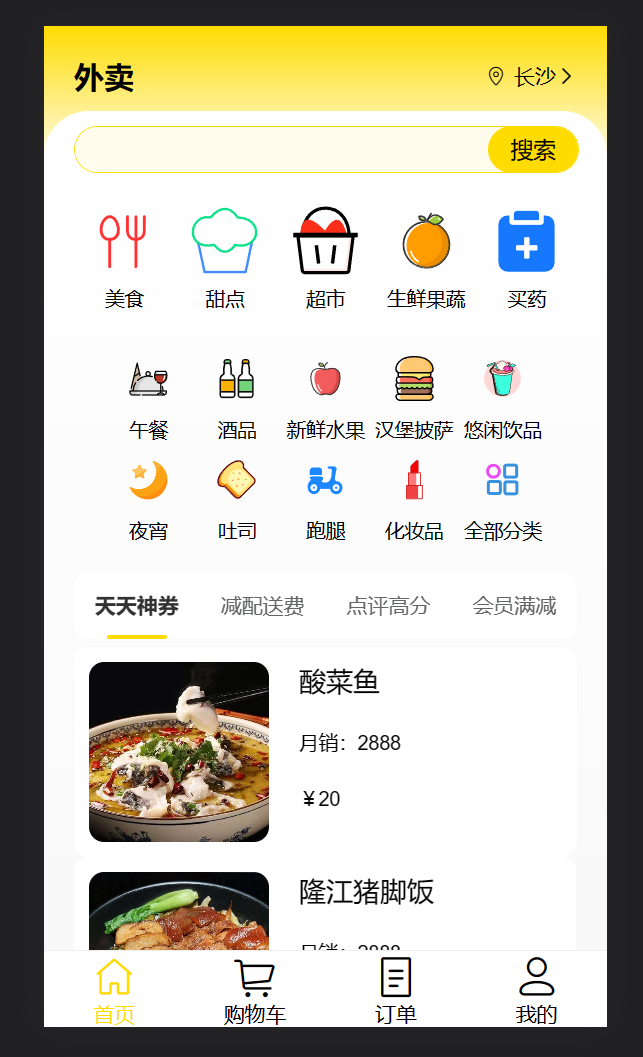 外卖
长沙
搜索
美食 甜点 超市 生鲜果蔬 买药
午餐 酒品 新鲜水果 汉堡披萨 悠闲饮品
夜宵 吐司 跑腿 化妆品 全部分类
天天神券 减配送费 点评高分 会员满减
酸菜鱼
月销：2888
￥20
隆江猪脚饭
月销：2888
首页 购物车 订单 我的